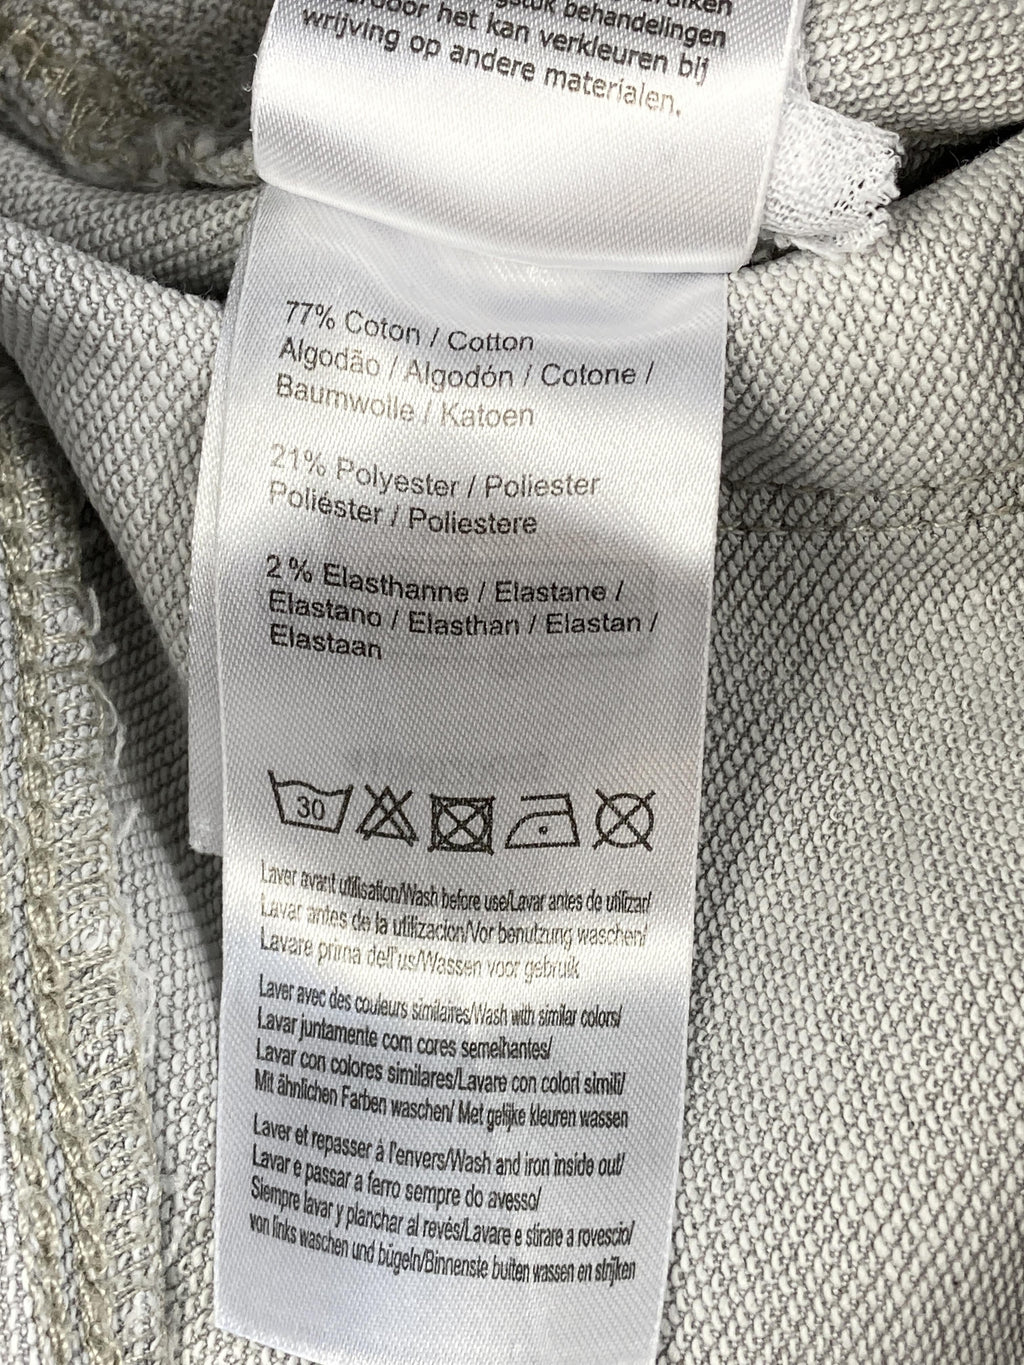 behandelingen
het kan verkleuren bij
wrijving op andere materialen.
77% Coton / Cotton
Algodão / Algodón / Cotone /
Baumwolle / Katoen
21% Polyester / Poliester
Poliéster / Poliestere
2 % Elasthanne / Elastane /
Elastano / Elasthan / Elastan /
Elastaan
30
Laver avant utilisation/Wash before use/Lavar antes de utilizar/
Lavar antes de la utilizacion/Vor benutzung waschen/
Lavare prima dell'us/Wassen voor gebruik
Laver avec des couleurs similaires/Wash with similar colors/
Lavar juntamente com cores semelhantes/
Lavar con colores similares/Lavare con colori simili/
Mit ähnlichen Farben waschen/ Met gelijke kleuren wassen
Laver et repasser à l'envers/Wash and iron inside out/
Lavar e passar a ferro sempre do avesso/
Siempre lavar y planchar al revés/Lavare e stirare a rovescio/
von links waschen und bügeln/Binnenste buiten wassen en strijken